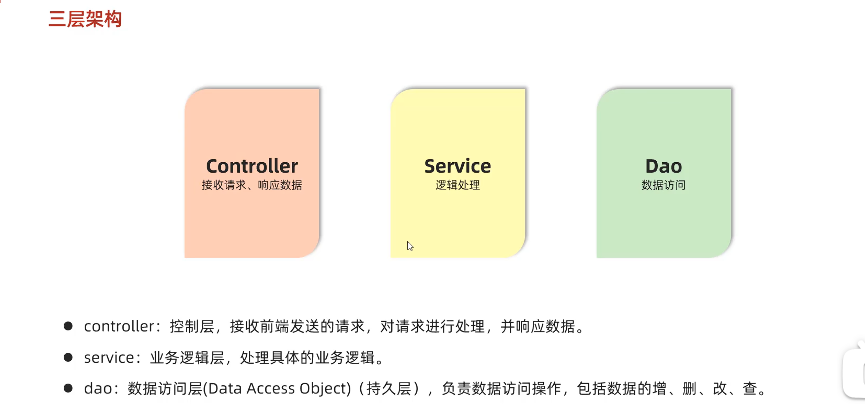 三层架构
Controller
接收请求、响应数据
Service
逻辑处理
Dao
数据访问
controller：控制层，接收前端发送的请求，对请求进行处理，并响应数据。
service：业务逻辑层，处理具体的业务逻辑。
dao：数据访问层(Data Access Object)（持久层），负责数据访问操作，包括数据的增、删、改、查。